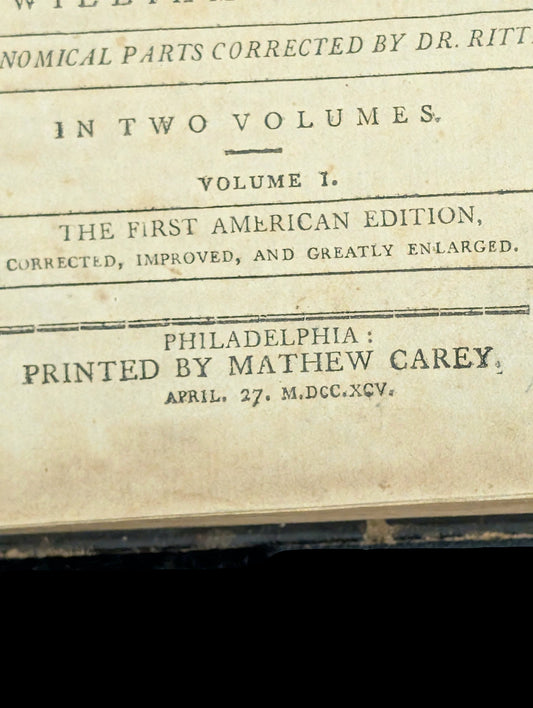 NOMICAL PARTS CORRECTED BY DR. RITT
IN TWO VOLUMES.
VOLUME I.
THE FIRST AMERICAN EDITION,
CORRECTED, IMPROVED, AND GREATLY ENLARGED.
PHILADELPHIA:
PRINTED BY MATHEW CAREY,
APRIL. 27. M.DCC.XCV.